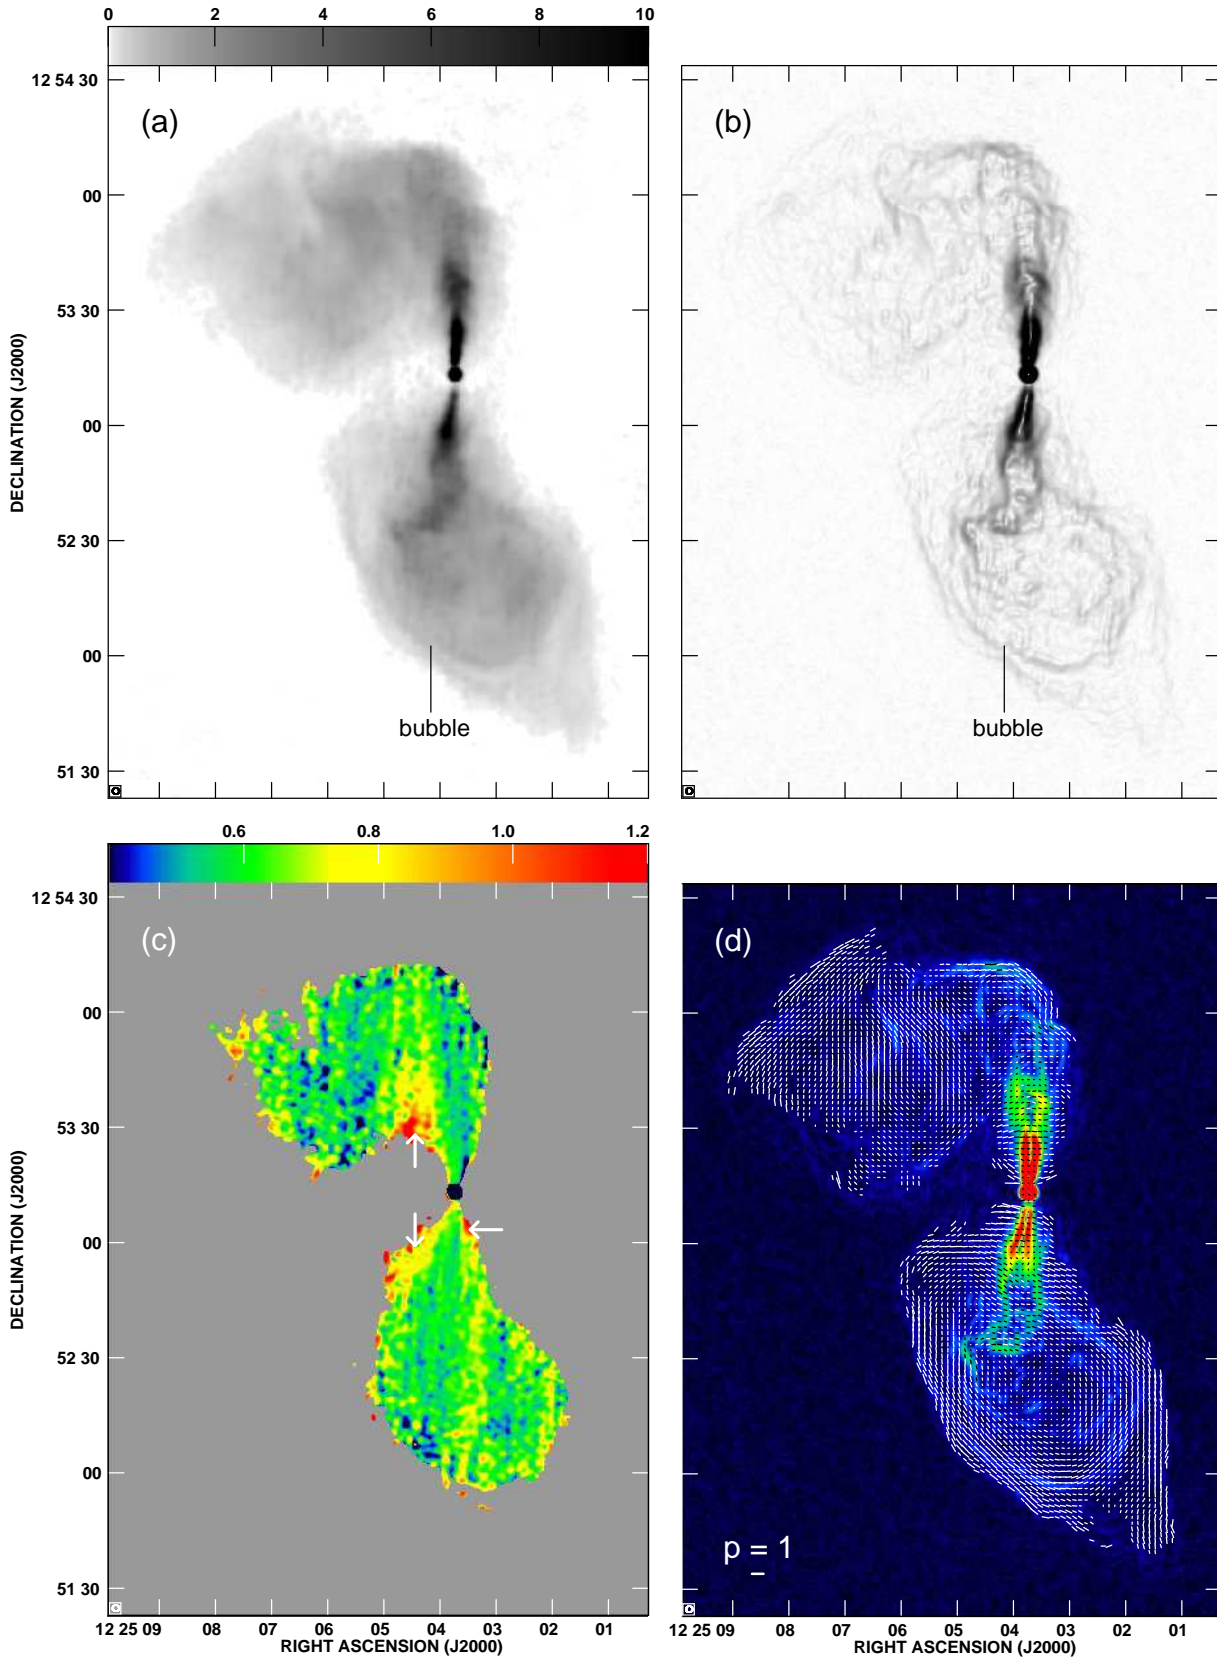 0 2 4 6 8 10
12 54 30
(a)
(b)
00
53 30
00
52 30
00
51 30
DECLINATION (J2000)
bubble
bubble
0.6 0.8 1.0 1.2
12 54 30
(c)
(d)
00
53 30
00
52 30
00
51 30
DECLINATION (J2000)
p = 1
12 25 09 08 07 06 05 04 03 02 01
12 25 09 08 07 06 05 04 03 02 01
RIGHT ASCENSION (J2000)
RIGHT ASCENSION (J2000)